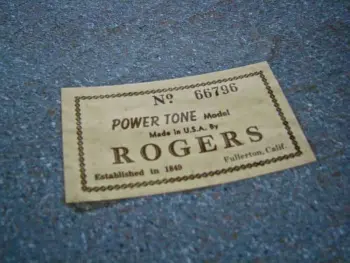 Nº 66796
POWER TONE Model
Made in U.S.A. By
ROGERS
Fullerton, Calif.
Established in 1849